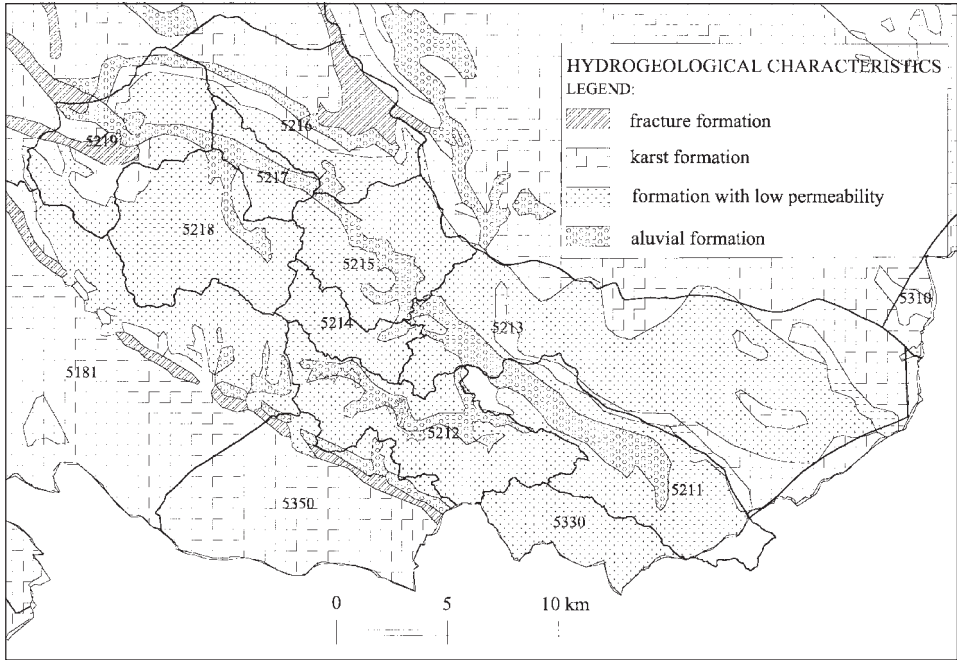 HYDROGEOLOGICAL CHARACTERISTICS
LEGEND:
fracture formation
karst formation
formation with low permeability
aluvial formation
5216
5219
5217
5218
5215
5310
5214
5213
5181
5212
5211
5350
5330
0 5 10 km